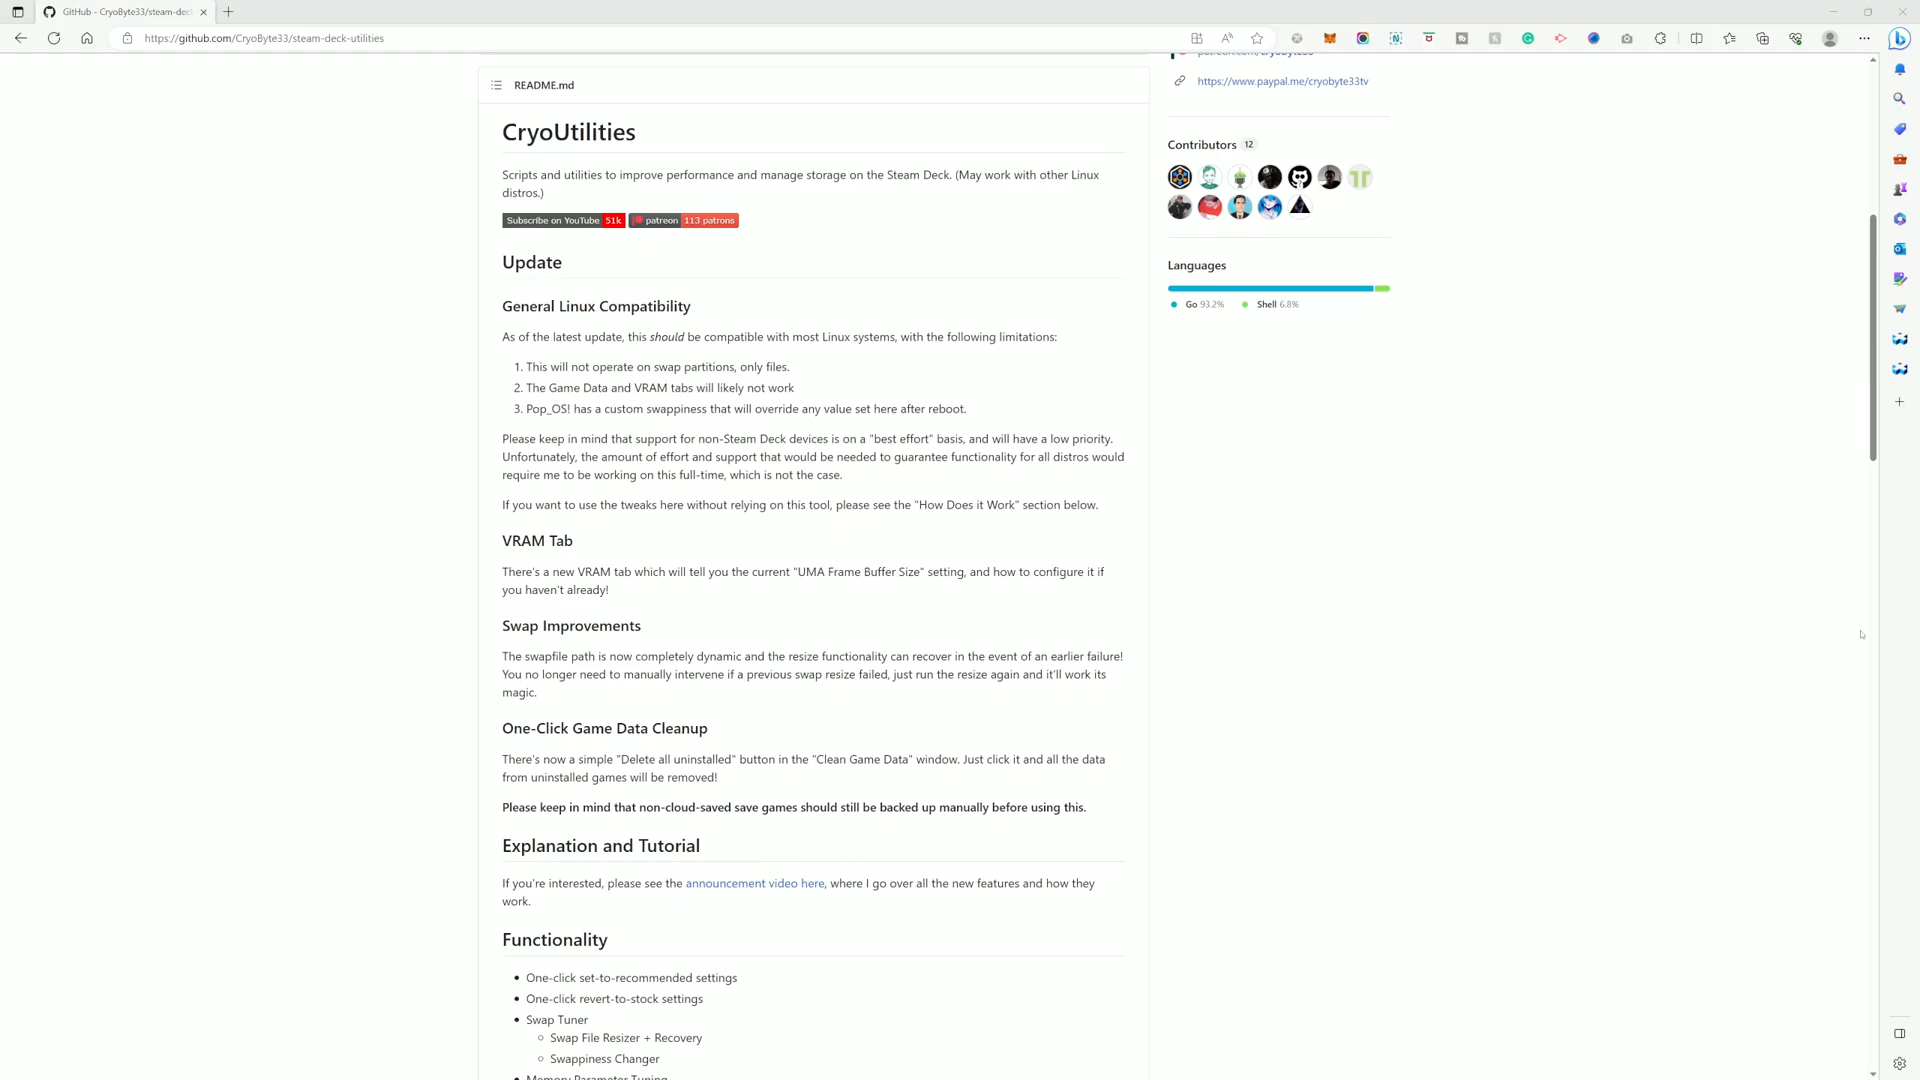 GitHub - CryoByte33/steam-dec
https://github.com/CryoByte33/steam-deck-utilities
patreon.com/cryobyte33
README.md
https://www.paypal.me/cryobyte33tv
CryoUtilities
Contributors 12
Scripts and utilities to improve performance and manage storage on the Steam Deck. (May work with other Linux
distros.)
Subscribe on YouTube 51k patreon 113 patrons
Update
Languages
Go 93.2% Shell 6.8%
General Linux Compatibility
As of the latest update, this should be compatible with most Linux systems, with the following limitations:
1. This will not operate on swap partitions, only files.
2. The Game Data and VRAM tabs will likely not work
3. Pop_OS! has a custom swappiness that will override any value set here after reboot.
Please keep in mind that support for non-Steam Deck devices is on a "best effort" basis, and will have a low priority.
Unfortunately, the amount of effort and support that would be needed to guarantee functionality for all distros would
require me to be working on this full-time, which is not the case.
If you want to use the tweaks here without relying on this tool, please see the "How Does it Work" section below.
VRAM Tab
There's a new VRAM tab which will tell you the current "UMA Frame Buffer Size" setting, and how to configure it if
you haven't already!
Swap Improvements
The swapfile path is now completely dynamic and the resize functionality can recover in the event of an earlier failure!
You no longer need to manually intervene if a previous swap resize failed, just run the resize again and it'll work its
magic.
One-Click Game Data Cleanup
There's now a simple "Delete all uninstalled" button in the "Clean Game Data" window. Just click it and all the data
from uninstalled games will be removed!
Please keep in mind that non-cloud-saved save games should still be backed up manually before using this.
Explanation and Tutorial
If you're interested, please see the announcement video here, where I go over all the new features and how they
work.
Functionality
• One-click set-to-recommended settings
• One-click revert-to-stock settings
• Swap Tuner
○ Swap File Resizer + Recovery
○ Swappiness Changer
• Memory Parameter Tuning